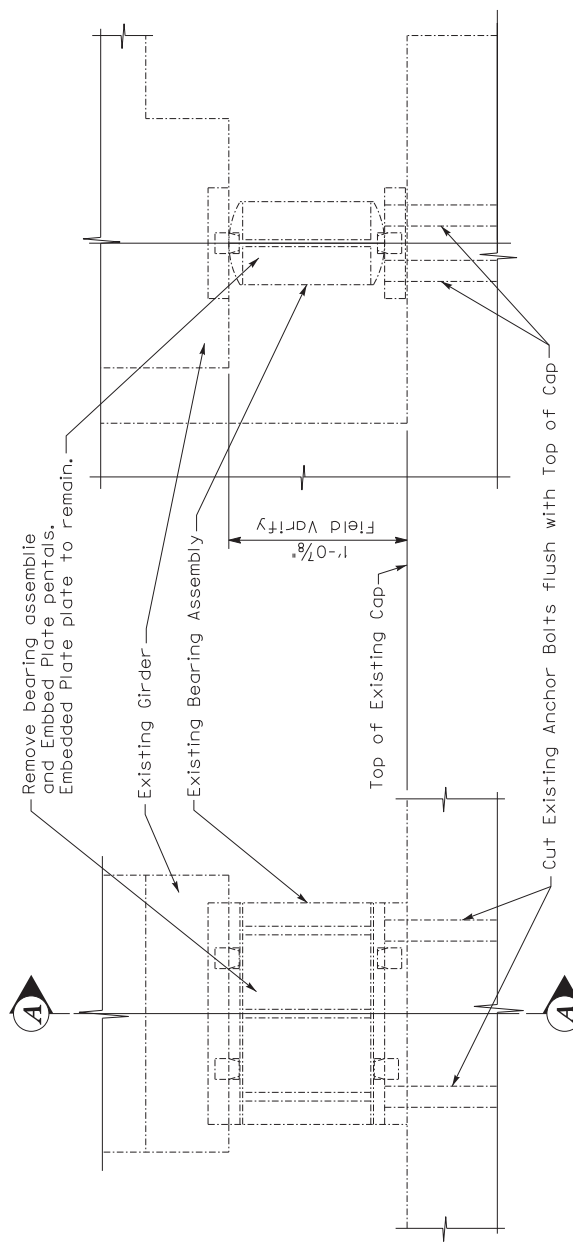 Remove bearing assemblie
and Embbed Plate pentals.
Embedded Plate plate to remain.
Existing Girder
Existing Bearing Assembly
1'-0⅞"
Field Varify
Top of Existing Cap
Cut Existing Anchor Bolts flush with Top of Cap
A
A